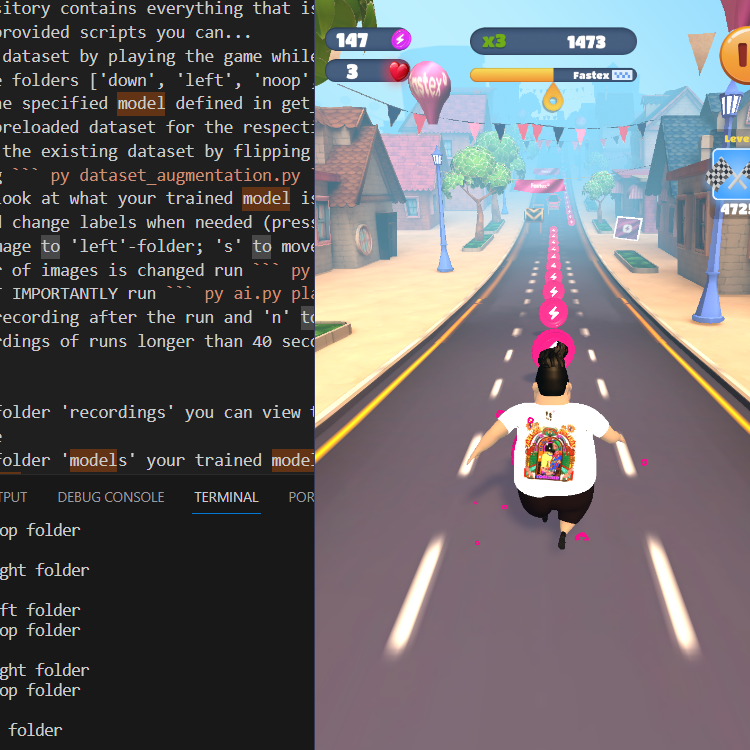 sitory contains everything that is
provided scripts you can...
dataset by playing the game while
e folders ['down', 'left', 'noop',
he specified model defined in get_
preloaded dataset for the respecti
the existing dataset by flipping
g ``` py dataset_augmentation.py
look at what your trained model is
d change labels when needed (press
mage to 'left'-folder; 's' to move
r of images is changed run ``` py
T IMPORTANTLY run ``` py ai.py pla
recording after the run and 'n' to
rdings of runs longer than 40 seco
folder 'recordings' you can view t
e
folder 'models' your trained model
TPUT DEBUG CONSOLE TERMINAL POR
op folder
ght folder
ft folder
op folder
ght folder
op folder
folder
147
x3 1473
3
Fastex
astex
Leve
472
Fastex